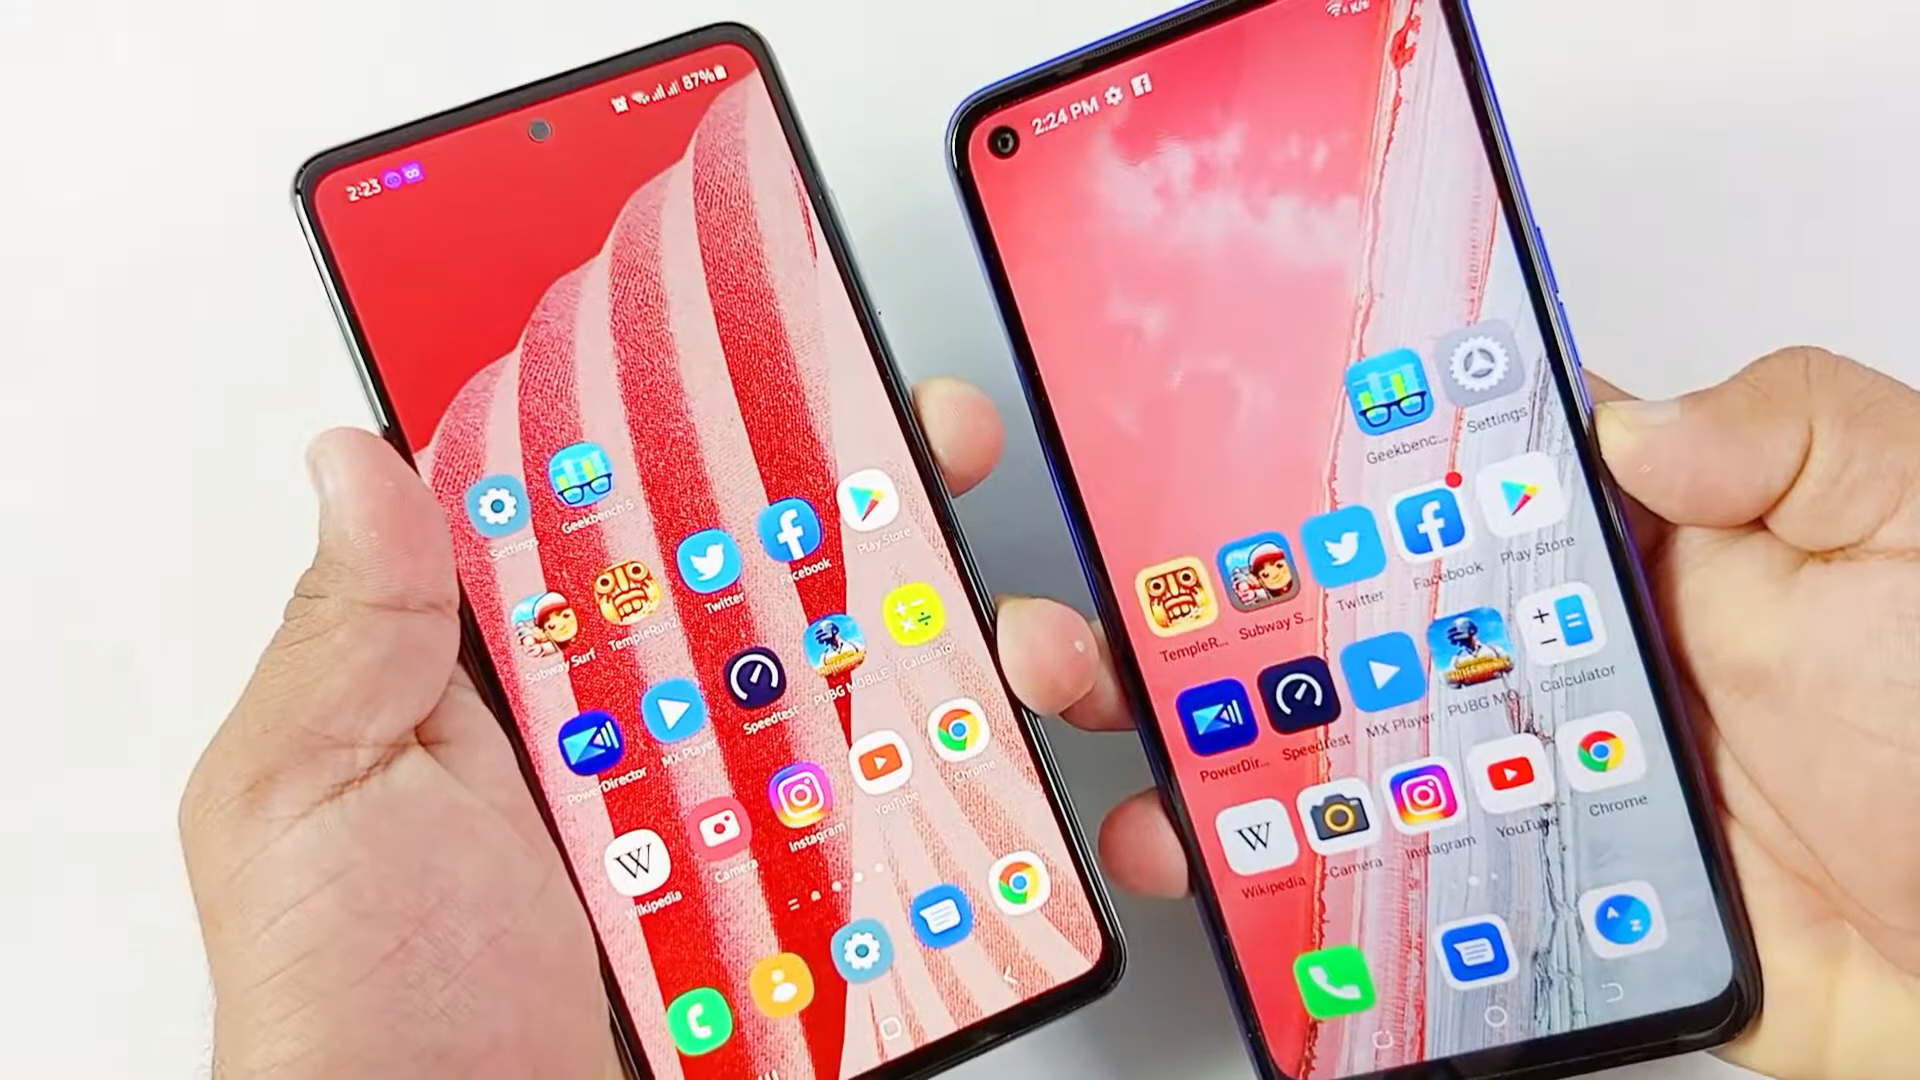 87%
2:23
Settings
Geekbench 5
Subway Surf
TempleRun2
Twitter
Facebook
Play Store
PowerDirector
MX Player
Speedtest
PUBG MOBILE
Calculator
W
Wikipedia
Camera
Instagram
YouTube
Chrome
K/s
2:24 PM
Geekbenc...
Settings
TempleR...
Subway S...
Twitter
Facebook
Play Store
PowerDir...
Speedtest
MX Player
PUBG MO
Calculator
W
Wikipedia
Camera
Instagram
YouTube
Chrome
A
Z